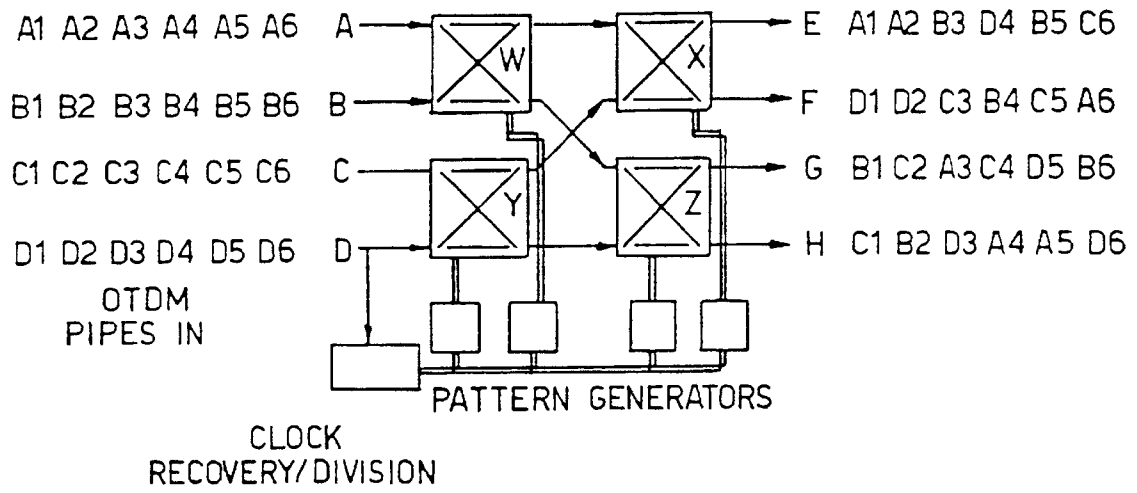 A1 A2 A3 A4 A5 A6 A W X E A1 A2 B3 D4 B5 C6
B1 B2 B3 B4 B5 B6 B F D1 D2 C3 B4 C5 A6
C1 C2 C3 C4 C5 C6 C Y Z G B1 C2 A3 C4 D5 B6
D1 D2 D3 D4 D5 D6 D H C1 B2 D3 A4 A5 D6
OTDM
PIPES IN
PATTERN GENERATORS
CLOCK
RECOVERY/DIVISION